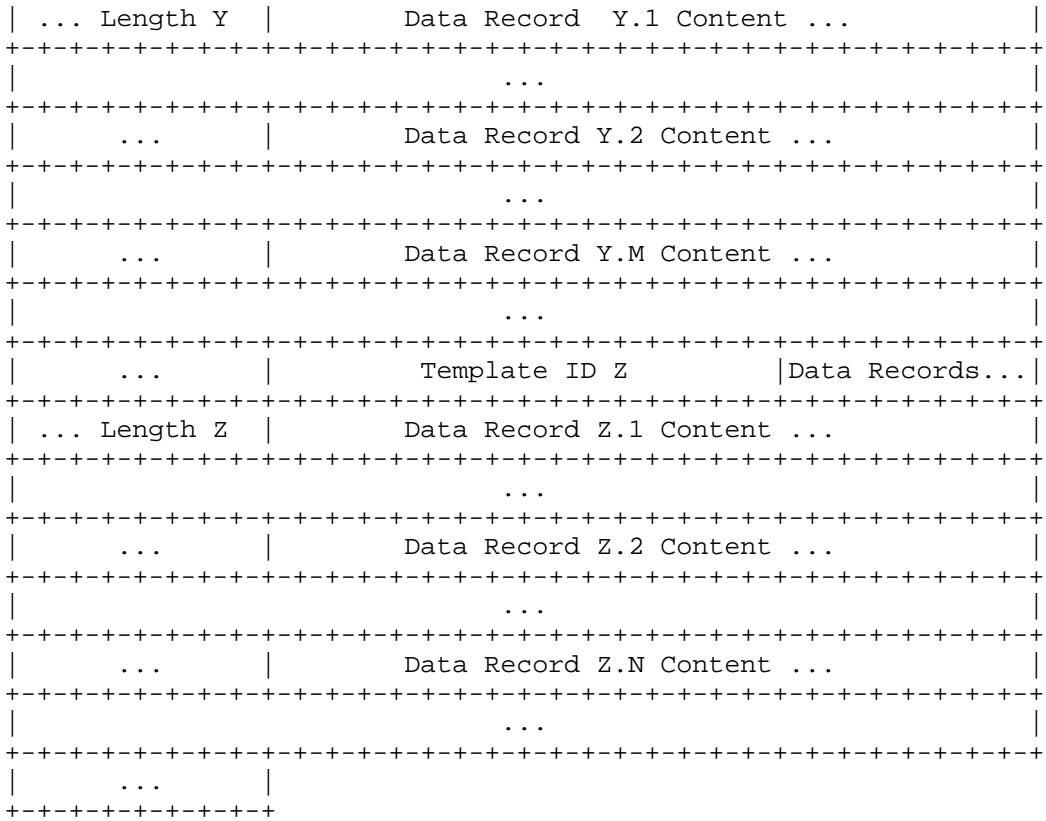 | ... Length Y  |       Data Record  Y.1 Content ...            |
+-+-+-+-+-+-+-+-+-+-+-+-+-+-+-+-+-+-+-+-+-+-+-+-+-+-+-+-+-+-+-+-+
|                              ...                              |
+-+-+-+-+-+-+-+-+-+-+-+-+-+-+-+-+-+-+-+-+-+-+-+-+-+-+-+-+-+-+-+-+
|      ...      |        Data Record Y.2 Content ...            |
+-+-+-+-+-+-+-+-+-+-+-+-+-+-+-+-+-+-+-+-+-+-+-+-+-+-+-+-+-+-+-+-+
|                              ...                              |
+-+-+-+-+-+-+-+-+-+-+-+-+-+-+-+-+-+-+-+-+-+-+-+-+-+-+-+-+-+-+-+-+
|      ...      |        Data Record Y.M Content ...            |
+-+-+-+-+-+-+-+-+-+-+-+-+-+-+-+-+-+-+-+-+-+-+-+-+-+-+-+-+-+-+-+-+
|                              ...                              |
+-+-+-+-+-+-+-+-+-+-+-+-+-+-+-+-+-+-+-+-+-+-+-+-+-+-+-+-+-+-+-+-+
|      ...      |         Template ID Z         |Data Records...|
+-+-+-+-+-+-+-+-+-+-+-+-+-+-+-+-+-+-+-+-+-+-+-+-+-+-+-+-+-+-+-+-+
| ... Length Z  |        Data Record Z.1 Content ...            |
+-+-+-+-+-+-+-+-+-+-+-+-+-+-+-+-+-+-+-+-+-+-+-+-+-+-+-+-+-+-+-+-+
|                              ...                              |
+-+-+-+-+-+-+-+-+-+-+-+-+-+-+-+-+-+-+-+-+-+-+-+-+-+-+-+-+-+-+-+-+
|      ...      |        Data Record Z.2 Content ...            |
+-+-+-+-+-+-+-+-+-+-+-+-+-+-+-+-+-+-+-+-+-+-+-+-+-+-+-+-+-+-+-+-+
|                              ...                              |
+-+-+-+-+-+-+-+-+-+-+-+-+-+-+-+-+-+-+-+-+-+-+-+-+-+-+-+-+-+-+-+-+
|      ...      |        Data Record Z.N Content ...            |
+-+-+-+-+-+-+-+-+-+-+-+-+-+-+-+-+-+-+-+-+-+-+-+-+-+-+-+-+-+-+-+-+
|                              ...                              |
+-+-+-+-+-+-+-+-+-+-+-+-+-+-+-+-+-+-+-+-+-+-+-+-+-+-+-+-+-+-+-+-+
|      ...      |
+-+-+-+-+-+-+-+-+